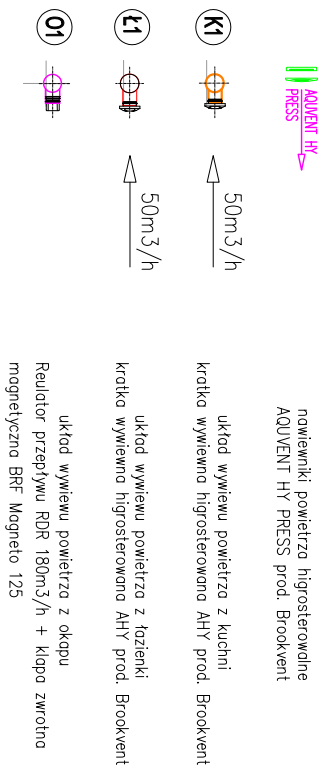 AQUVENT HY
PRESS
nawiewniki powietrza higrosterowalne
AQUVENT HY PRESS prod. Brookvent
K1
50m3/h
układ wywiewu powietrza z kuchni
kratka wywiewna higrosterowana AHY prod. Brookvent
Ł1
50m3/h
układ wywiewu powietrza z łazienki
kratka wywiewna higrosterowana AHY prod. Brookvent
O1
układ wywiewu powietrza z okapu
Reulator przepływu RDR 180m3/h + klapa zwrotna
magnetyczna BRF Magneto 125